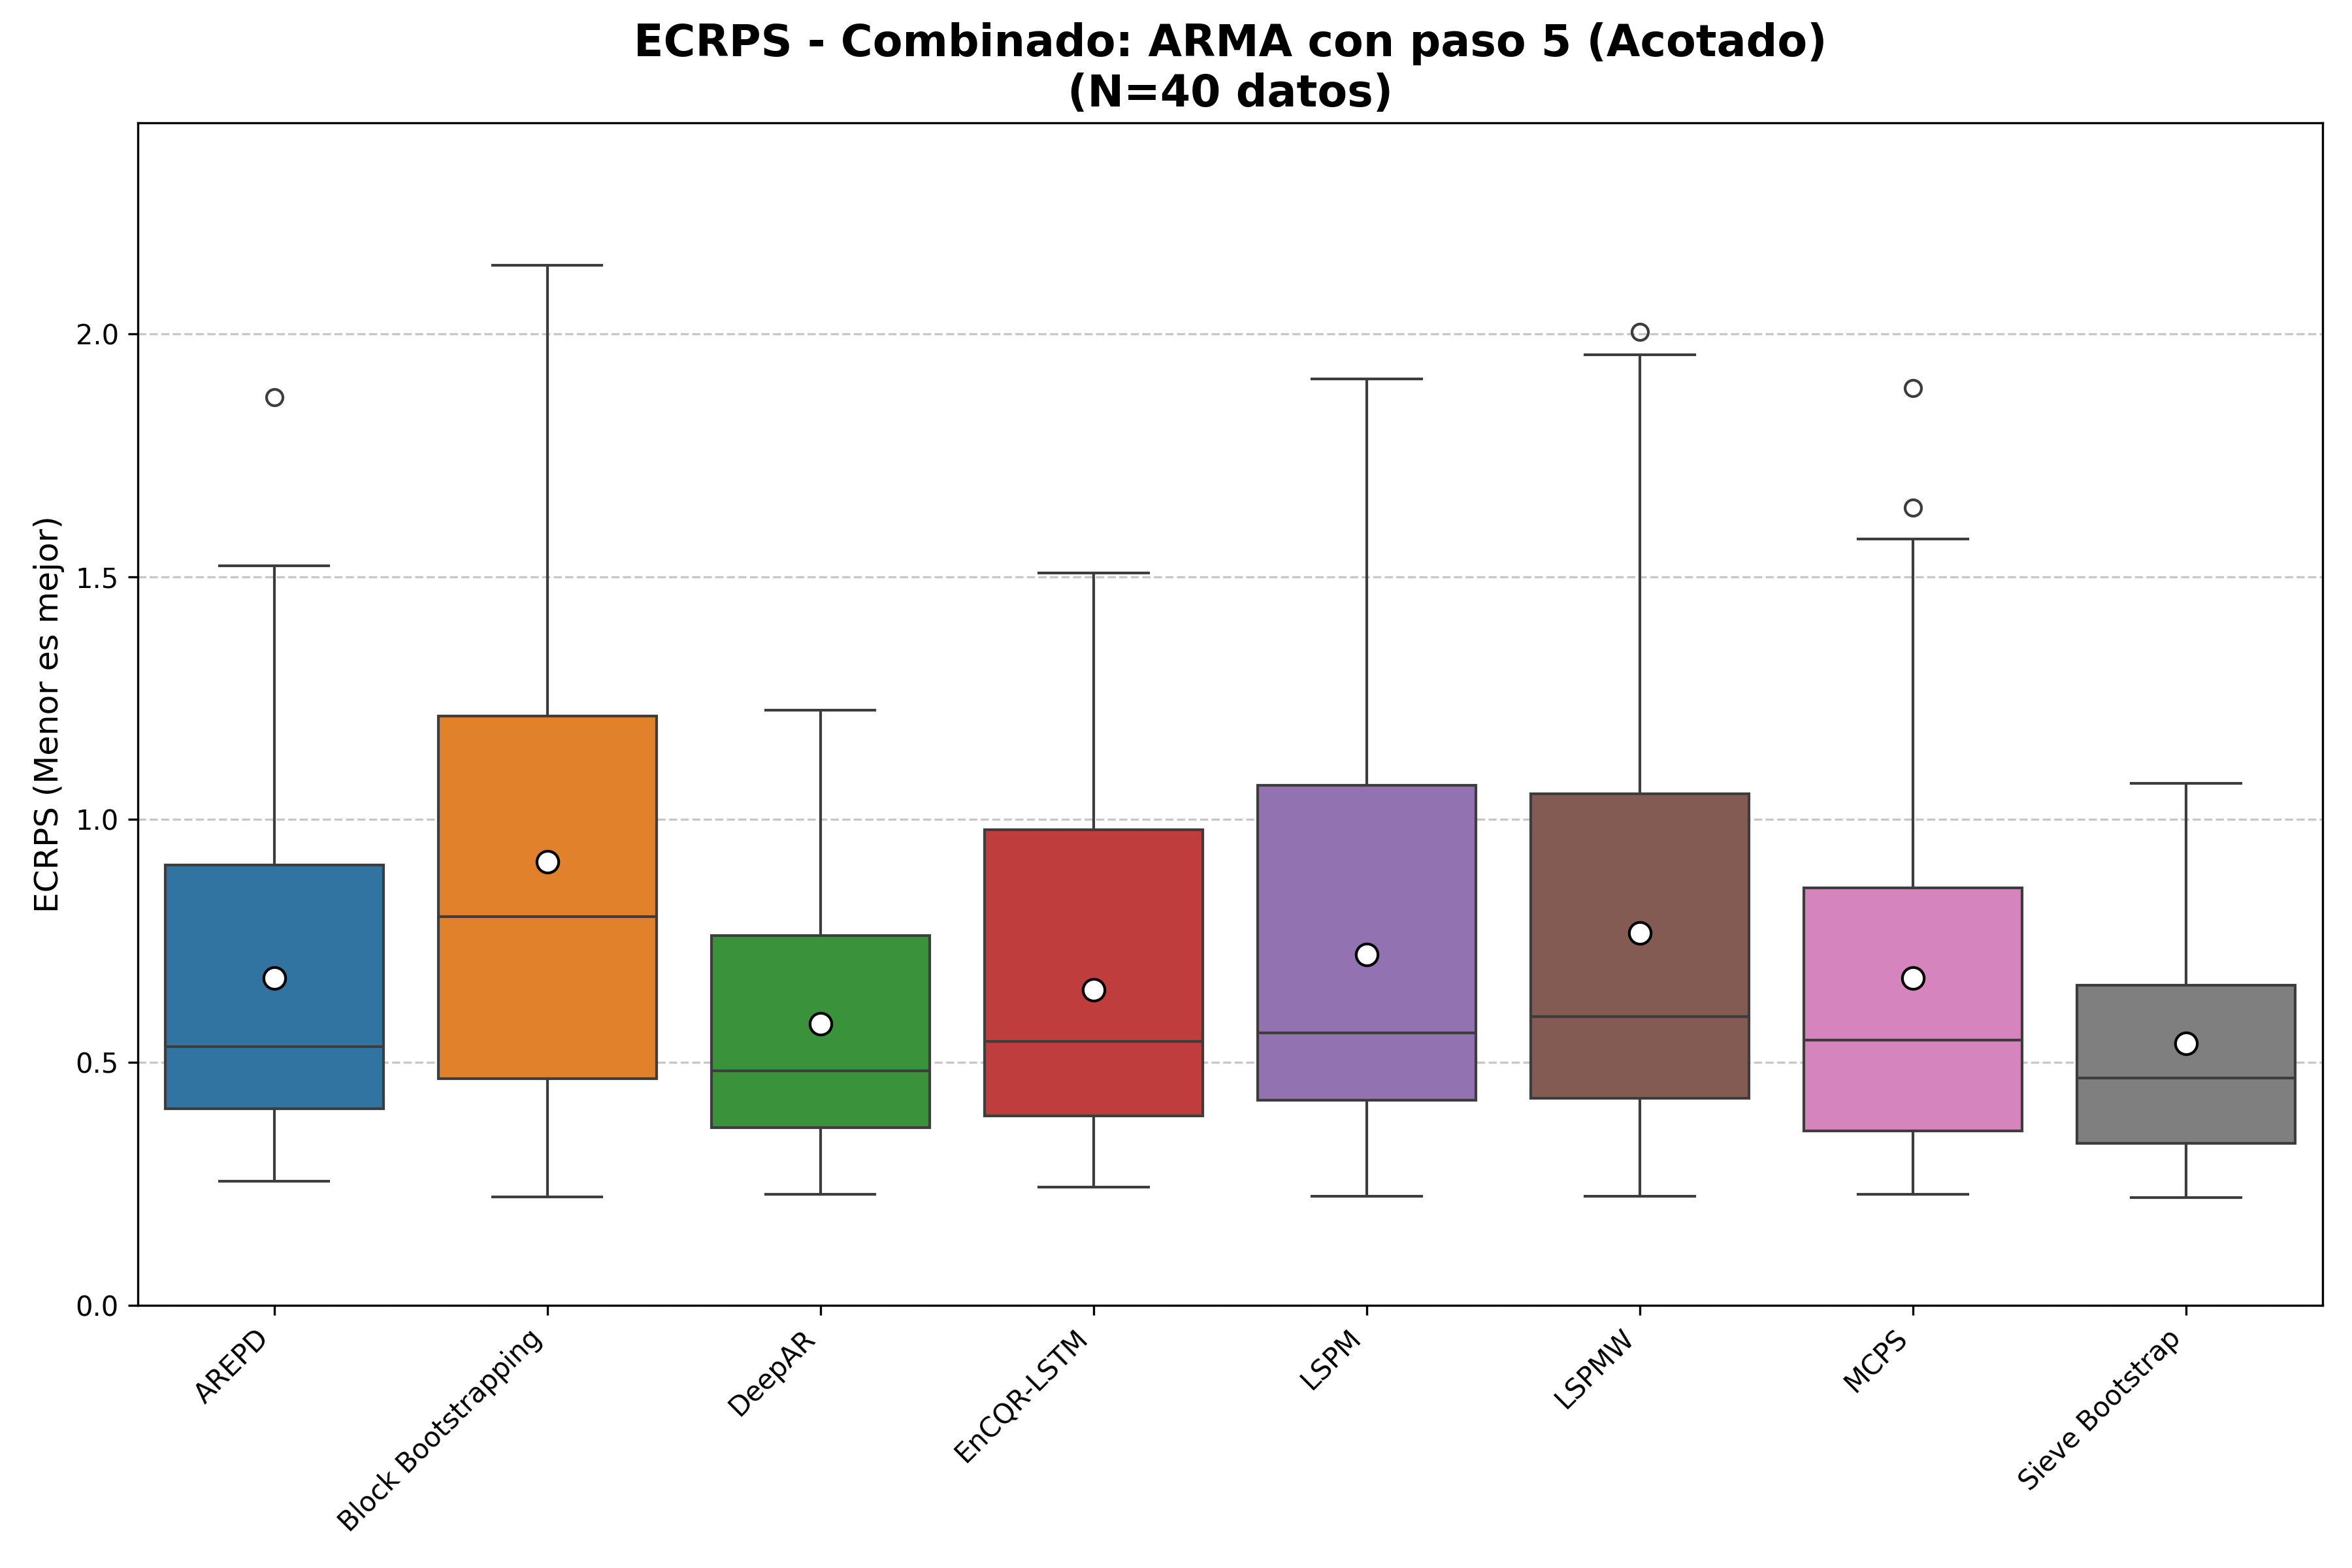 ECRPS - Combinado: ARMA con paso 5 (Acotado)
(N=40 datos)
ECRPS (Menor es mejor)
2.0
1.5
1.0
0.5
0.0
AREPD
Block Bootstrapping
DeepAR
EnCQR-LSTM
LSPM
LSPMW
MCPS
Sieve Bootstrap